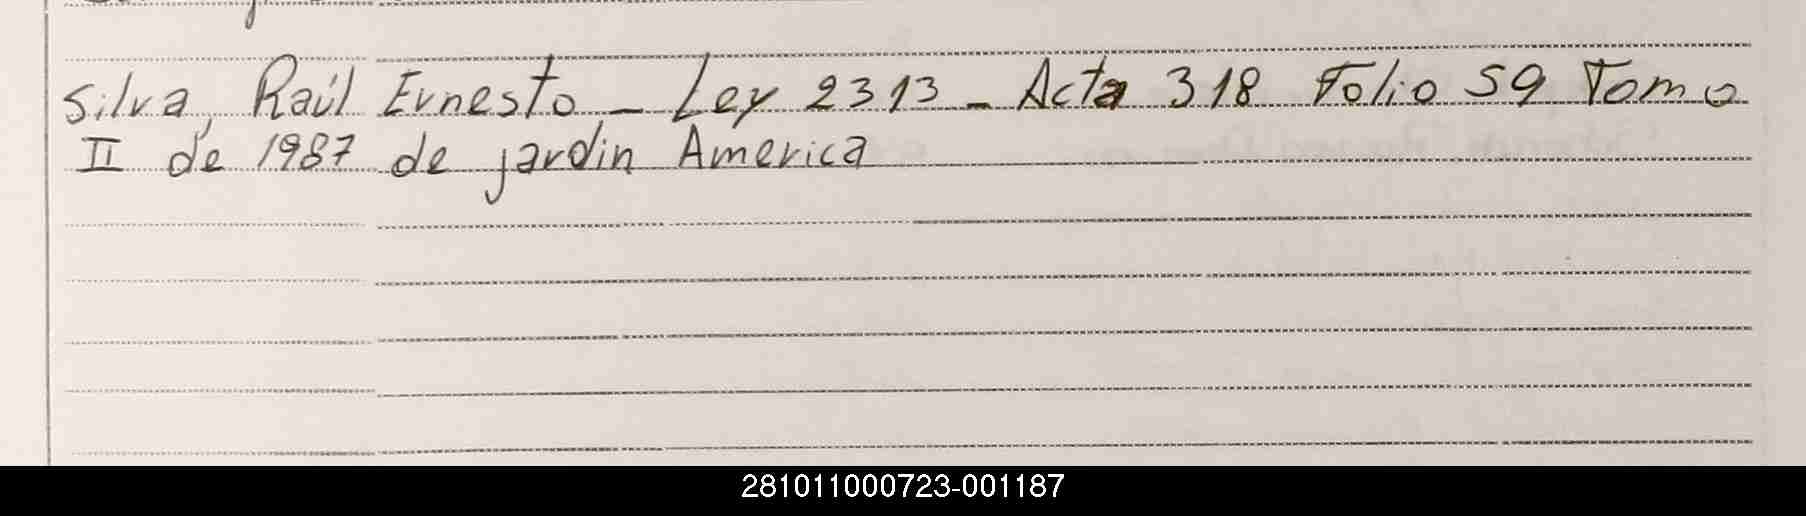 Silva, Raúl Ernesto - Ley 2313 - Acta 318 Folio 59 Tomo
II de 1987 de jardin America
281011000723-001187